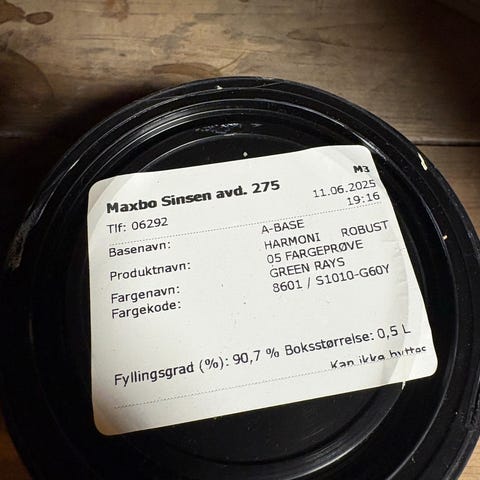 Maxbo Sinsen avd. 275
M3
Tlf: 06292
11.06.2025
19:16
Basenavn: A-BASE
Produktnavn: HARMONI ROBUST
05 FARGEPRØVE
Fargenavn: GREEN RAYS
Fargekode: 8601 / S1010-G60Y
Fyllingsgrad (%): 90,7 % Boksstørrelse: 0,5 L
Kan ikke byttes